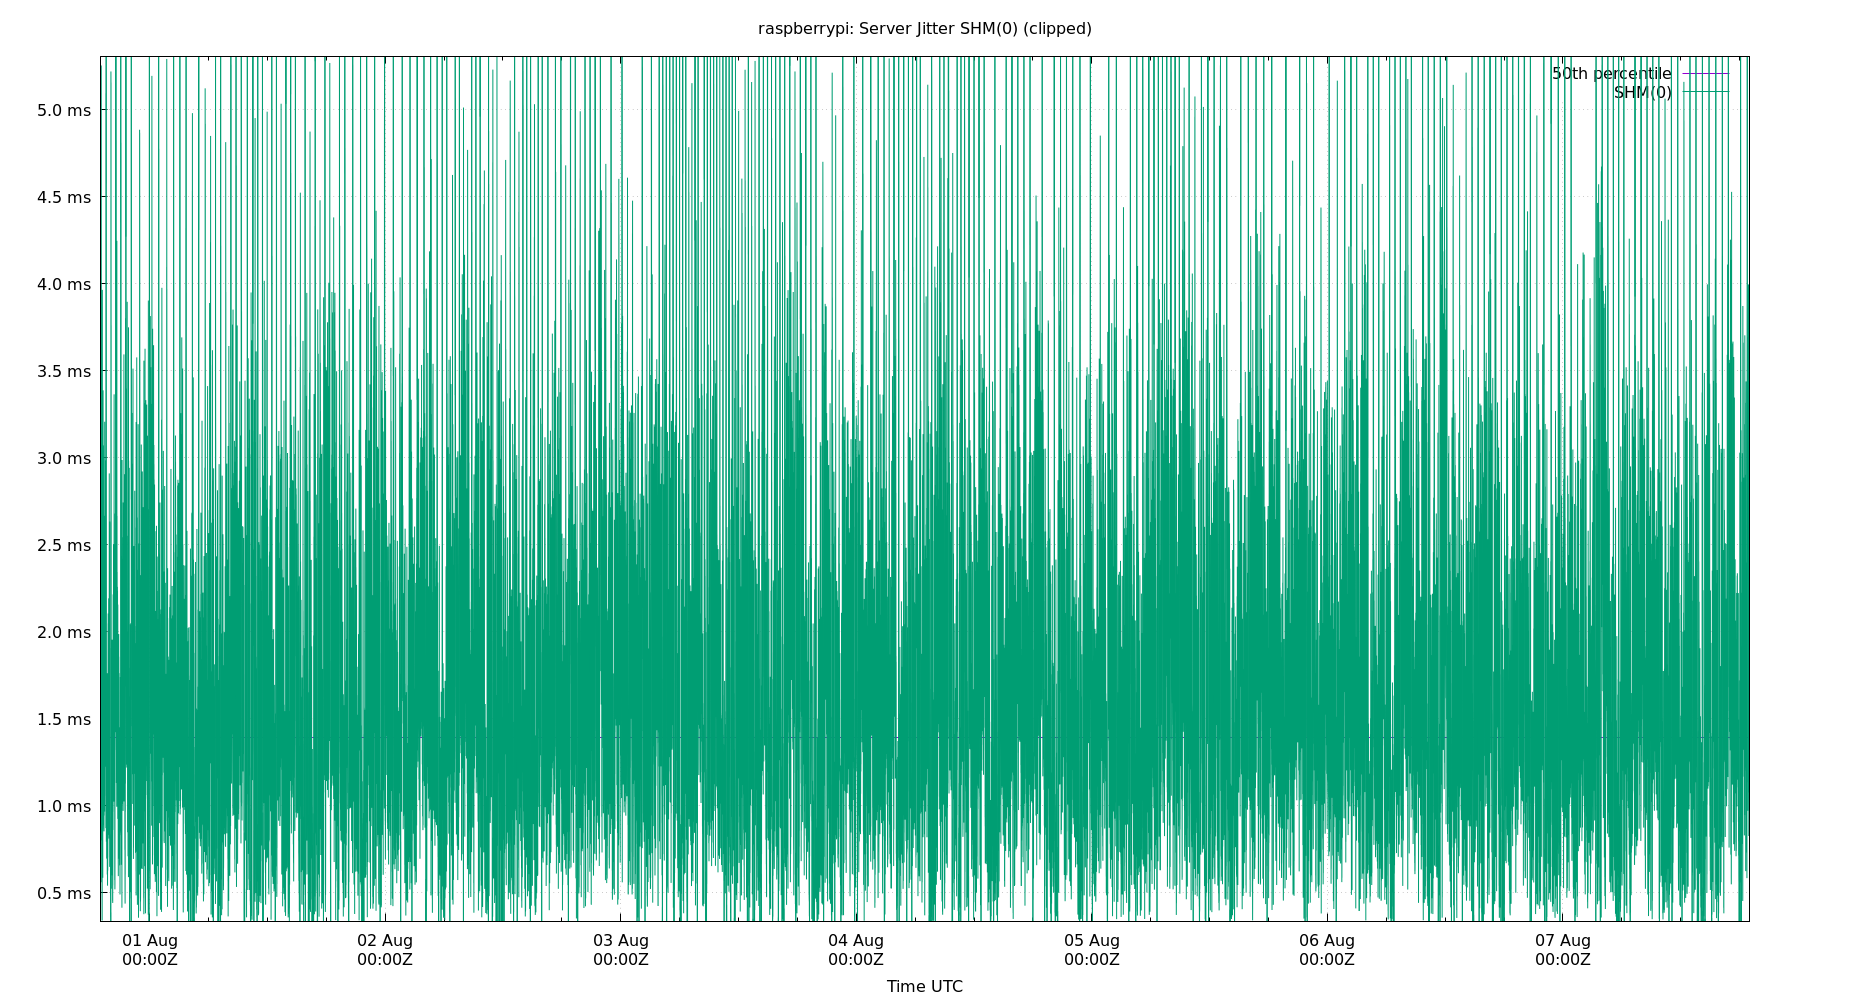 raspberrypi: Server Jitter SHM(0) (clipped)
50th percentile
SHM(0)
5.0 ms
4.5 ms
4.0 ms
3.5 ms
3.0 ms
2.5 ms
2.0 ms
1.5 ms
1.0 ms
0.5 ms
01 Aug 02 Aug 03 Aug 04 Aug 05 Aug 06 Aug 07 Aug
00:00Z 00:00Z 00:00Z 00:00Z 00:00Z 00:00Z 00:00Z
Time UTC